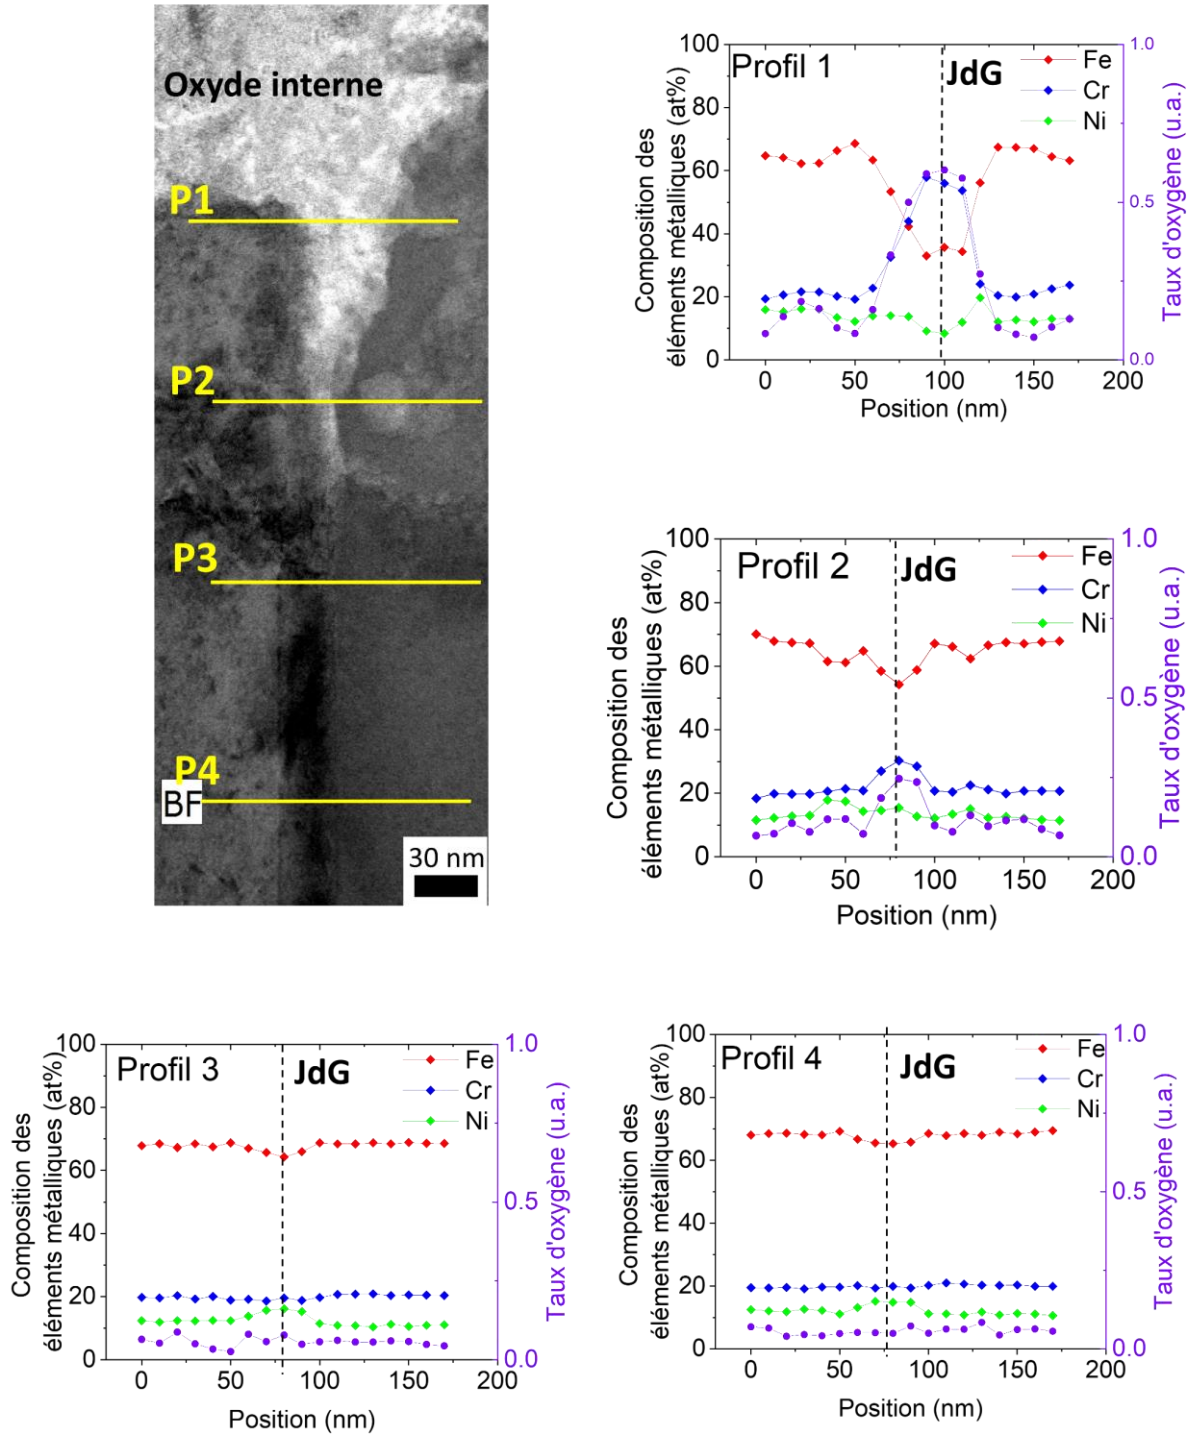 Oxyde interne
P1
P2
P3
P4
BF
30 nm
Profil 1
JdG
Fe
Cr
Ni
Composition des
éléments métalliques (at%)
100
80
60
40
20
0
1.0
0.5
0.0
Taux d'oxygène (u.a.)
0 50 100 150 200
Position (nm)
Profil 2
JdG
Fe
Cr
Ni
Composition des
éléments métalliques (at%)
100
80
60
40
20
0
1.0
0.5
0.0
Taux d'oxygène (u.a.)
0 50 100 150 200
Position (nm)
Profil 3
JdG
Fe
Cr
Ni
Composition des
éléments métalliques (at%)
100
80
60
40
20
0
1.0
0.5
0.0
Taux d'oxygène (u.a.)
0 50 100 150 200
Position (nm)
Profil 4
JdG
Fe
Cr
Ni
Composition des
éléments métalliques (at%)
100
80
60
40
20
0
1.0
0.5
0.0
Taux d'oxygène (u.a.)
0 50 100 150 200
Position (nm)